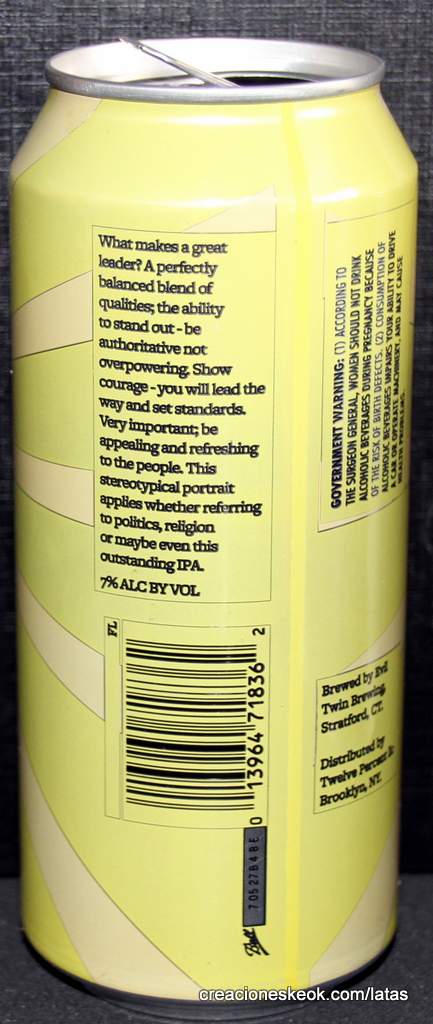 What makes a great
leader? A perfectly
balanced blend of
qualities; the ability
to stand out - be
authoritative not
overpowering. Show
courage - you will lead the
way and set standards.
Very important; be
appealing and refreshing
to the people. This
stereotypical portrait
applies whether referring
to politics, religion
or maybe even this
outstanding IPA.
7% ALC BY VOL
GOVERNMENT WARNING: (1) ACCORDING TO
THE SURGEON GENERAL, WOMEN SHOULD NOT DRINK
ALCOHOLIC BEVERAGES DURING PREGNANCY BECAUSE
OF THE RISK OF BIRTH DEFECTS. (2) CONSUMPTION OF
ALCOHOLIC BEVERAGES IMPAIRS YOUR ABILITY TO DRIVE
A CAR OR OPERATE MACHINERY, AND MAY CAUSE
HEALTH PROBLEMS.
FL
0 13964 71836 2
Brewed by Evil
Twin Brewing,
Stratford, CT.
Distributed by
Twelve Percent
Brooklyn, NY.
70527B4BE
Ball
creacioneskeok.com/latas